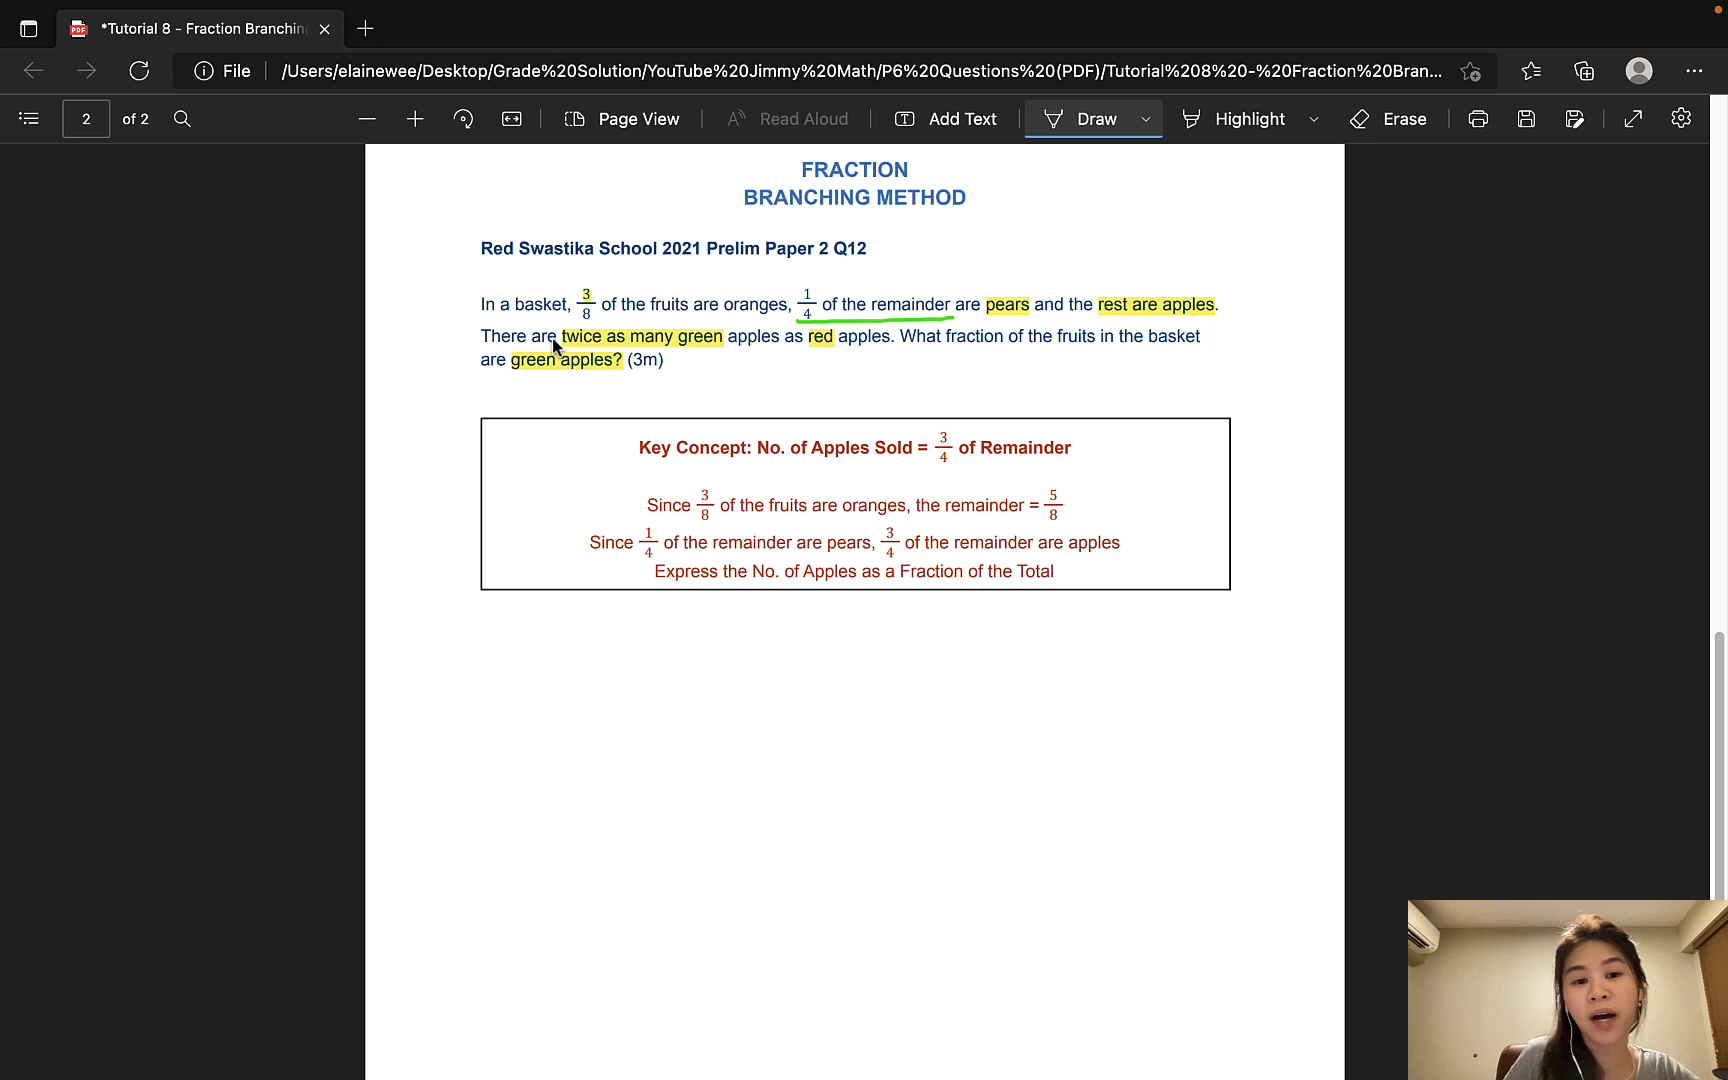 *Tutorial 8 - Fraction Branchin
File /Users/elainewee/Desktop/Grade%20Solution/YouTube%20Jimmy%20Math/P6%20Questions%20(PDF)/Tutorial%208%20-%20Fraction%20Bran...
2 of 2 Page View Read Aloud Add Text Draw Highlight Erase
FRACTION
BRANCHING METHOD
Red Swastika School 2021 Prelim Paper 2 Q12
In a basket, 3/8 of the fruits are oranges, 1/4 of the remainder are pears and the rest are apples.
There are twice as many green apples as red apples. What fraction of the fruits in the basket
are green apples? (3m)
Key Concept: No. of Apples Sold = 3/4 of Remainder
Since 3/8 of the fruits are oranges, the remainder = 5/8
Since 1/4 of the remainder are pears, 3/4 of the remainder are apples
Express the No. of Apples as a Fraction of the Total